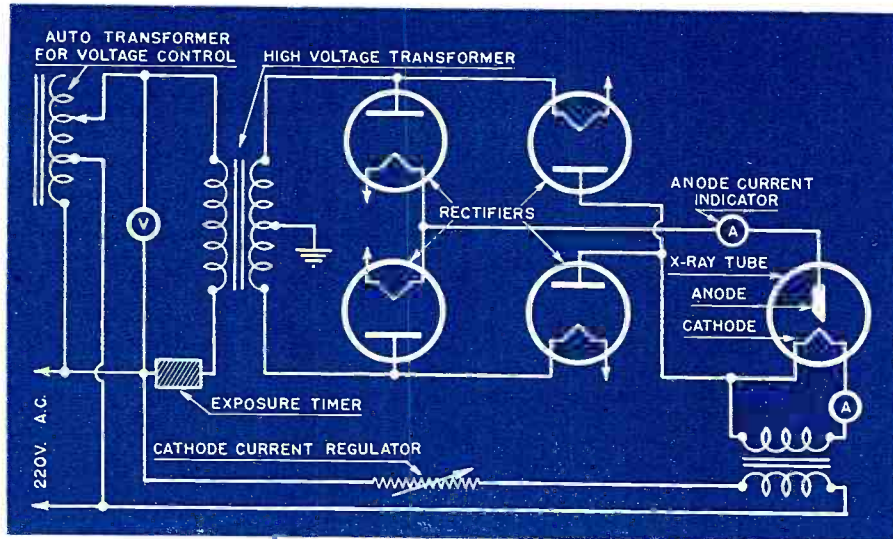 AUTO TRANSFORMER
FOR VOLTAGE CONTROL
HIGH VOLTAGE TRANSFORMER
V
RECTIFIERS
ANODE CURRENT
INDICATOR
A
X-RAY TUBE
ANODE
CATHODE
A
EXPOSURE TIMER
220V. A.C.
CATHODE CURRENT REGULATOR